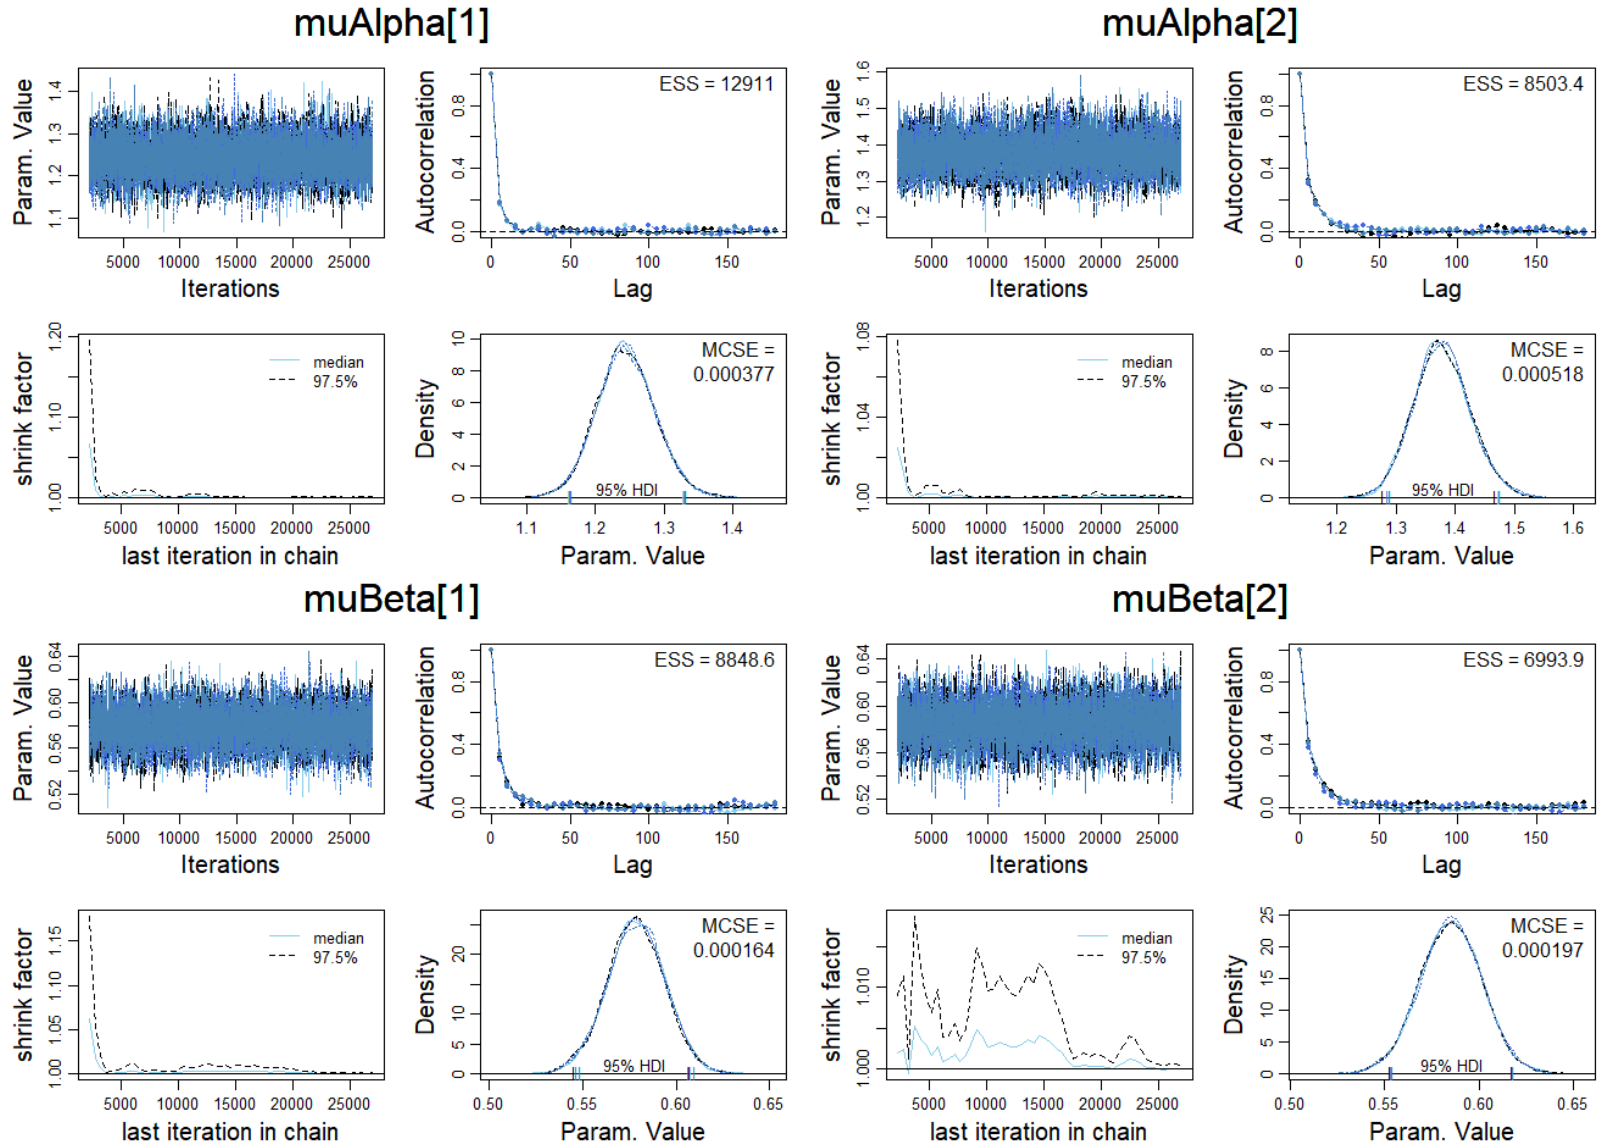 muAlpha[1]
Param. Value
1.1 1.2 1.3 1.4
5000 10000 15000 20000 25000
Iterations
Autocorrelation
0.0 0.4 0.8
ESS = 12911
0 50 100 150
Lag
shrink factor
1.00 1.10 1.20
median
97.5%
5000 10000 15000 20000 25000
last iteration in chain
Density
0 2 4 6 8 10
MCSE =
0.000377
95% HDI
1.1 1.2 1.3 1.4
Param. Value
muAlpha[2]
Param. Value
1.2 1.3 1.4 1.5 1.6
5000 10000 15000 20000 25000
Iterations
Autocorrelation
0.0 0.4 0.8
ESS = 8503.4
0 50 100 150
Lag
shrink factor
1.00 1.04 1.08
median
97.5%
5000 10000 15000 20000 25000
last iteration in chain
Density
0 2 4 6 8
MCSE =
0.000518
95% HDI
1.2 1.3 1.4 1.5 1.6
Param. Value
muBeta[1]
Param. Value
0.52 0.56 0.60 0.64
5000 10000 15000 20000 25000
Iterations
Autocorrelation
0.0 0.4 0.8
ESS = 8848.6
0 50 100 150
Lag
shrink factor
1.00 1.05 1.10 1.15
median
97.5%
5000 10000 15000 20000 25000
last iteration in chain
Density
0 5 10 20
MCSE =
0.000164
95% HDI
0.50 0.55 0.60 0.65
Param. Value
muBeta[2]
Param. Value
0.52 0.56 0.60 0.64
5000 10000 15000 20000 25000
Iterations
Autocorrelation
0.0 0.4 0.8
ESS = 6993.9
0 50 100 150
Lag
shrink factor
1.000 1.010
median
97.5%
5000 10000 15000 20000 25000
last iteration in chain
Density
0 5 10 15 20 25
MCSE =
0.000197
95% HDI
0.50 0.55 0.60 0.65
Param. Value